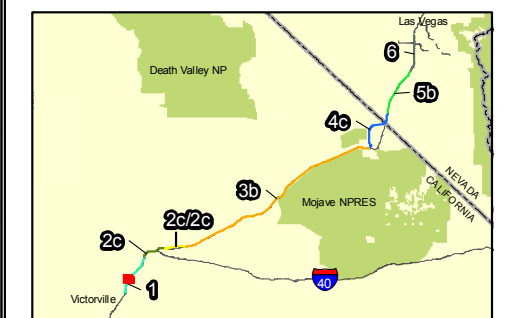 Las Vegas
6
Death Valley NP
5b
4c
NEVADA
CALIFORNIA
3b
Mojave NPRES
2c/2c
2c
40
1
Victorville